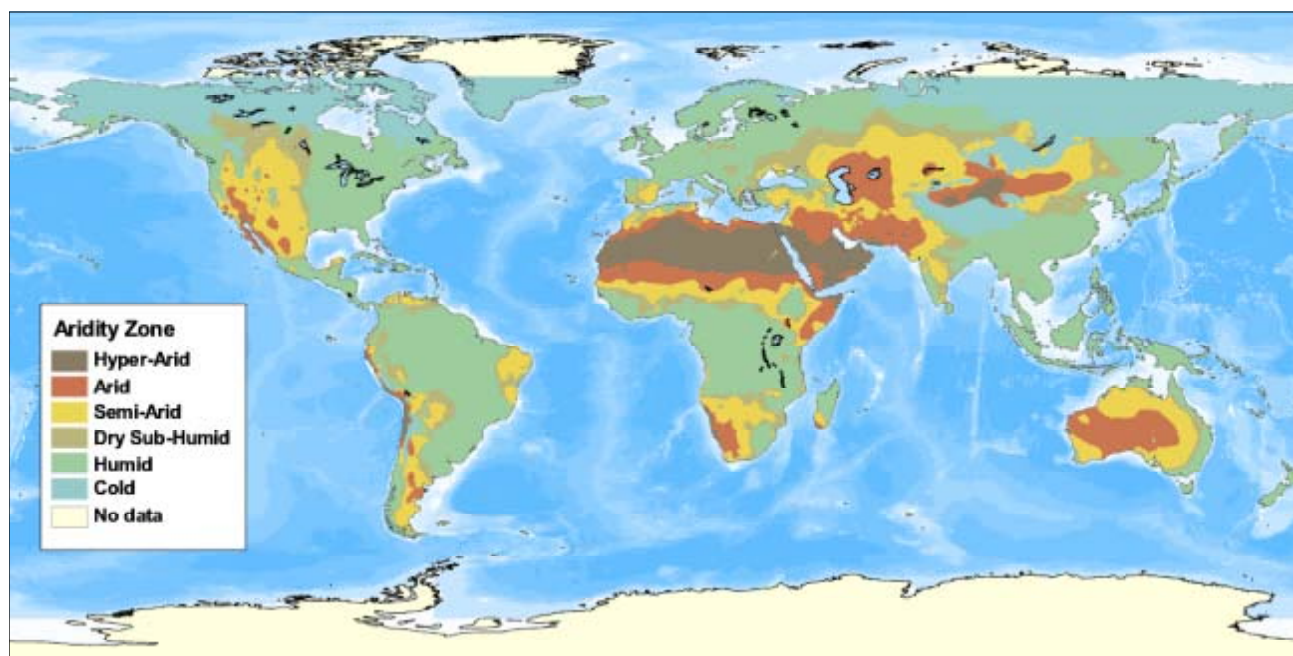 Aridity Zone
Hyper-Arid
Arid
Semi-Arid
Dry Sub-Humid
Humid
Cold
No data